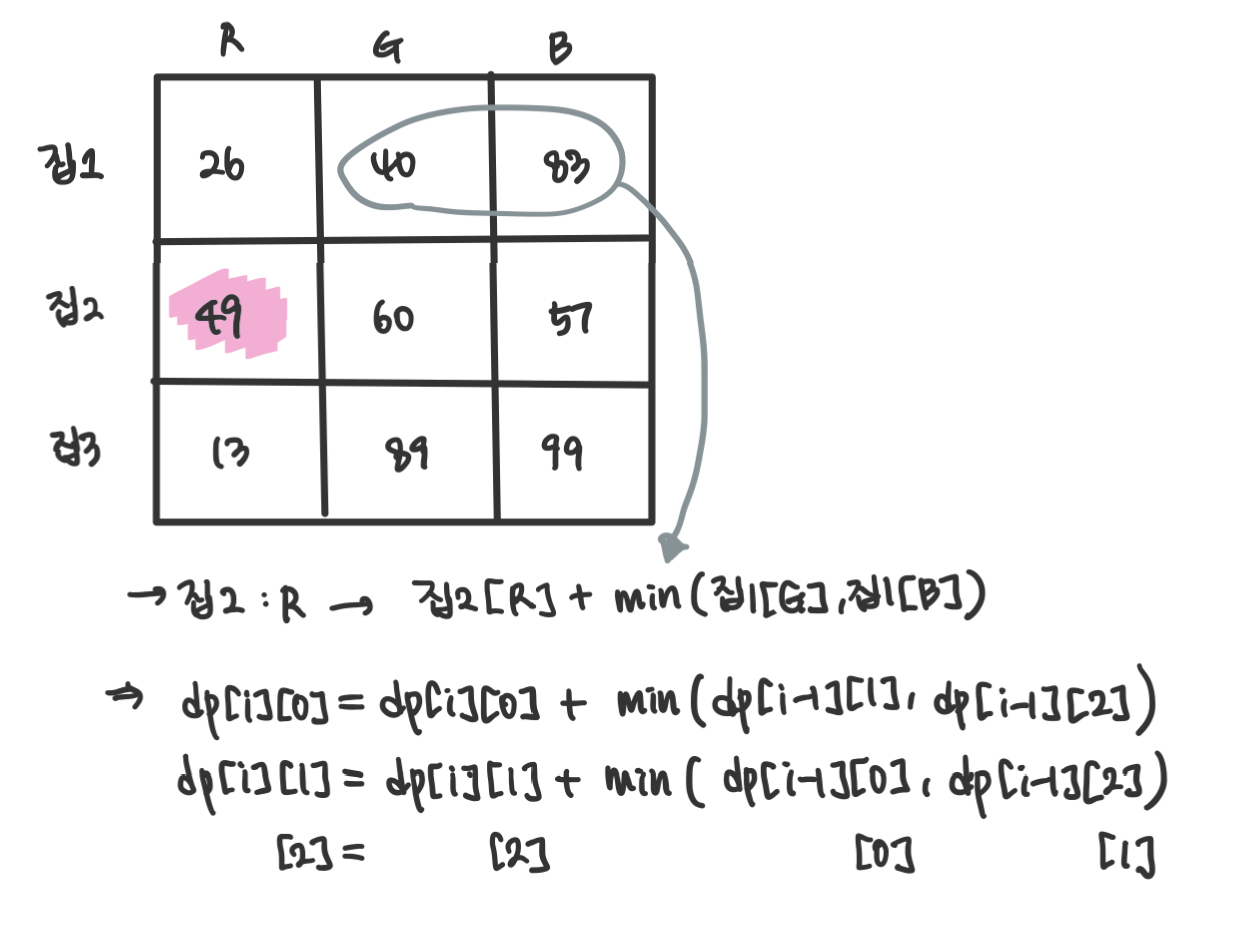 R G B
집1 26 40 83
집2 49 60 57
집3 13 89 99
→ 집2 : R → 집2[R] + min(집1[G], 집1[B])
⇒ dp[i][0] = dp[i][0] + min(dp[i-1][1], dp[i-1][2])
dp[i][1] = dp[i][1] + min( dp[i-1][0], dp[i-1][2])
[2] = [2] [0] [1]